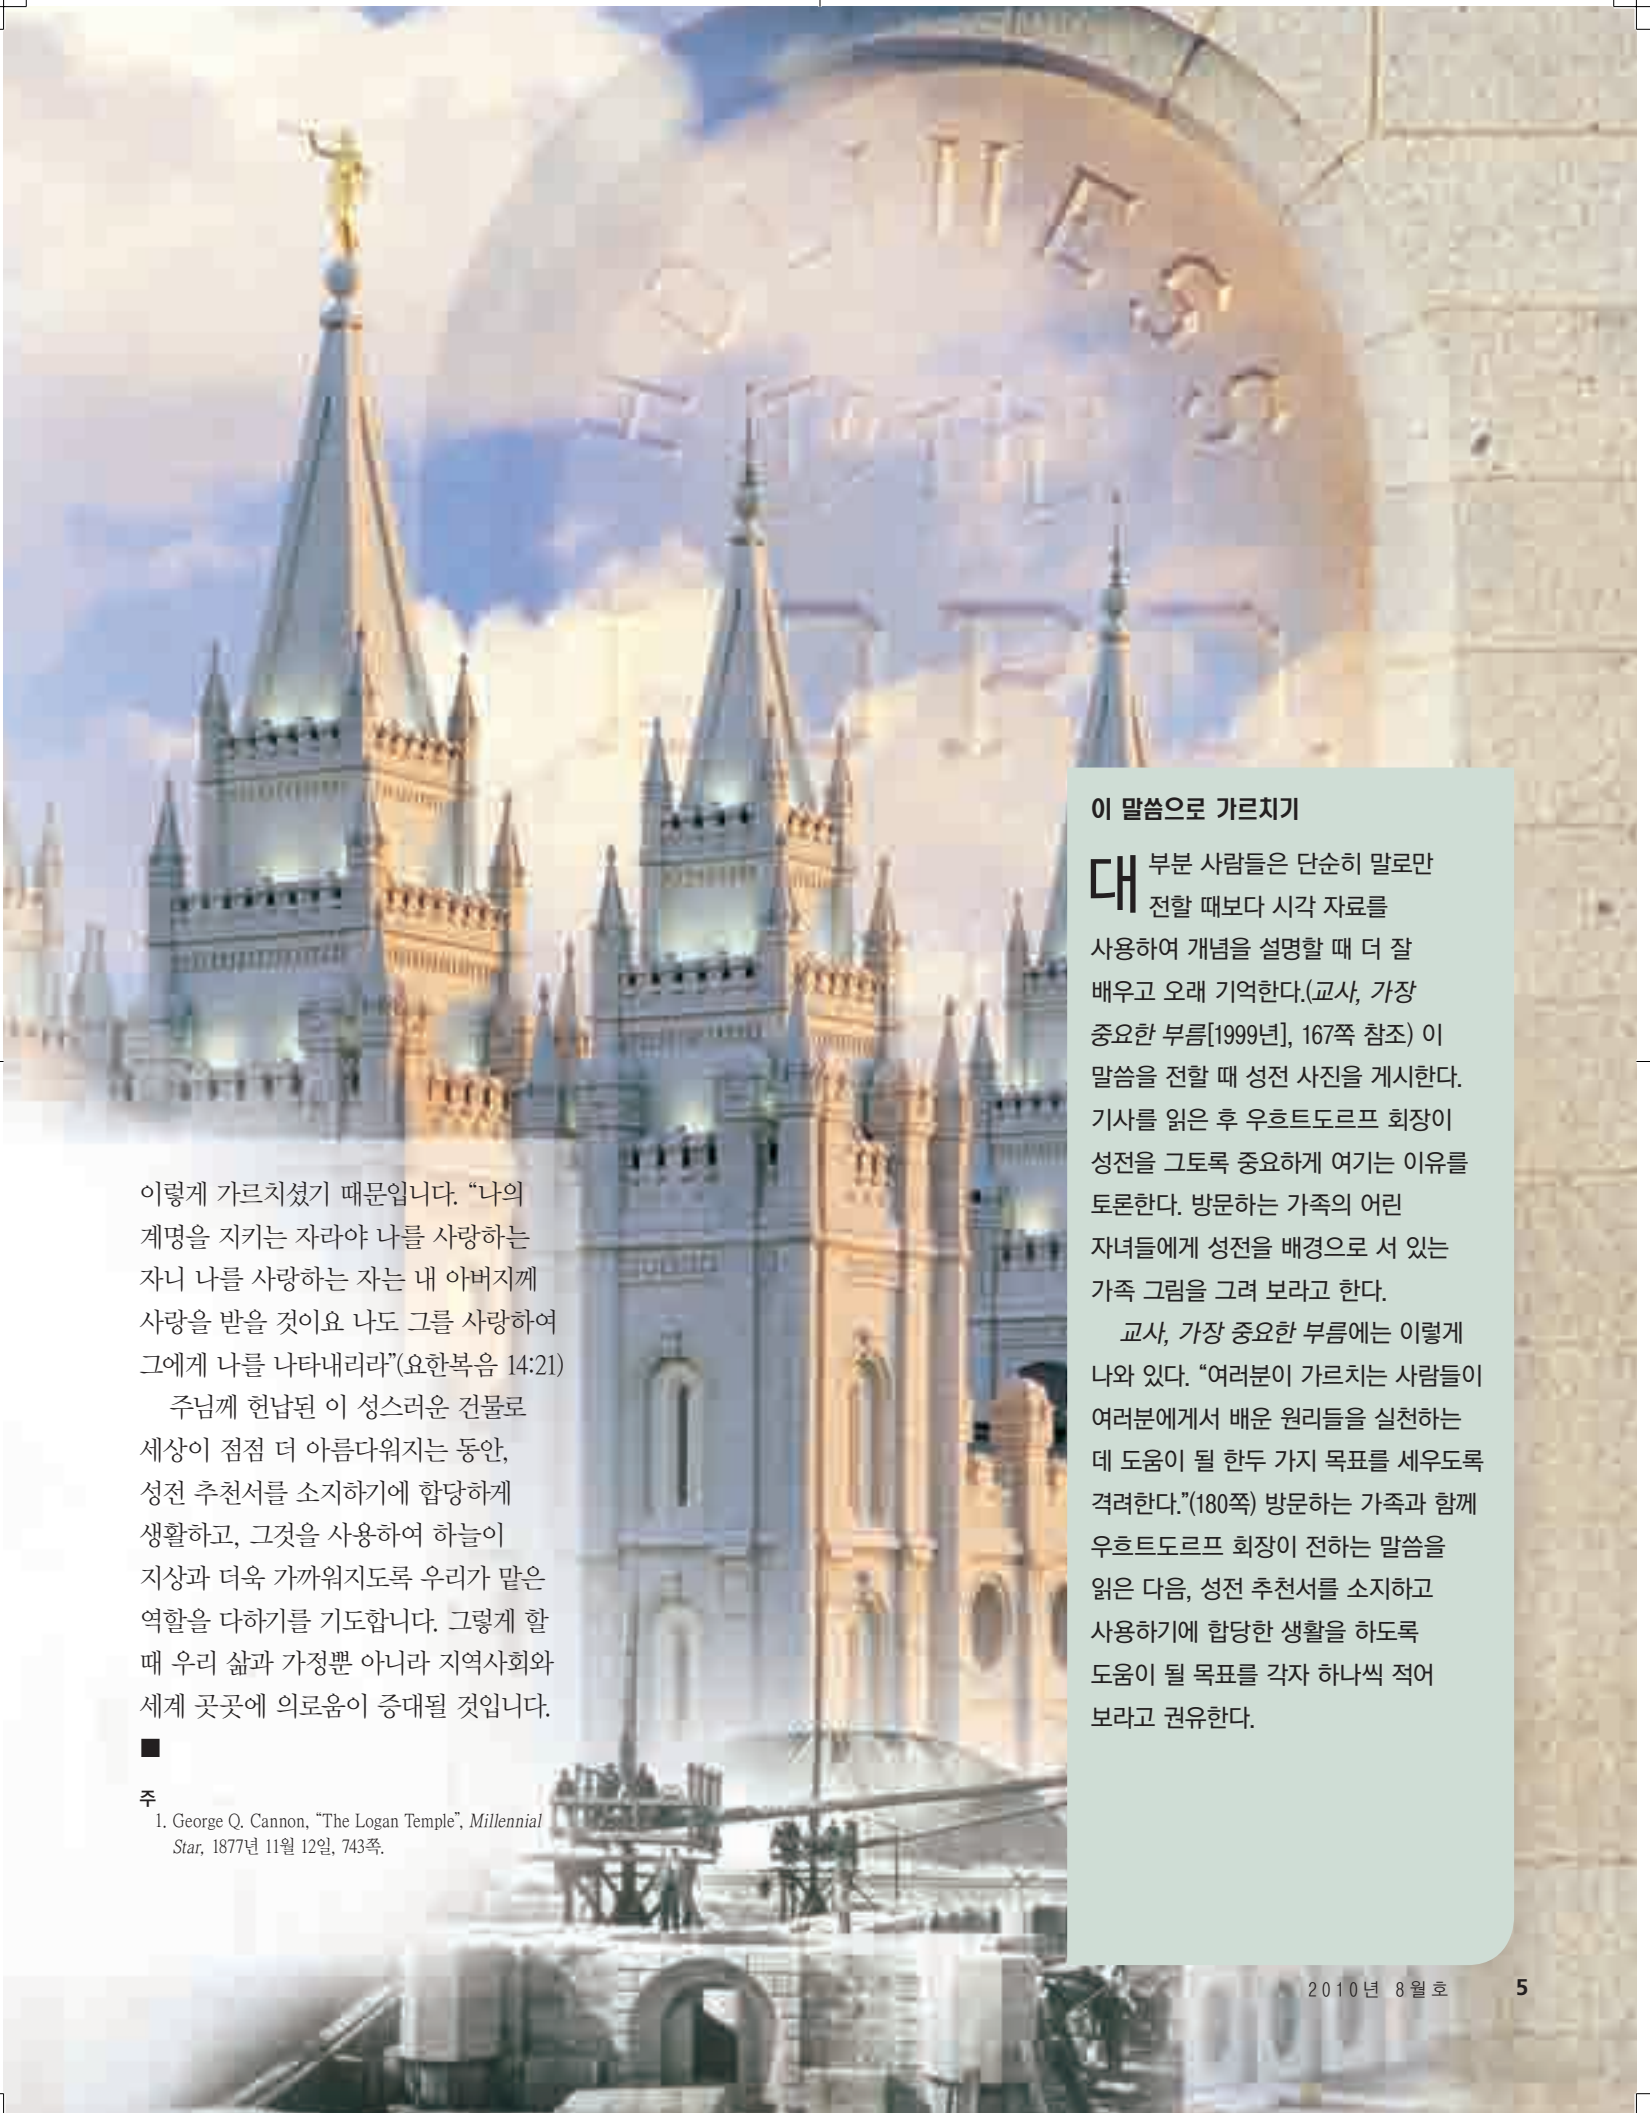 이렇게 가르치셨기 때문입니다. “나의
계명을 지키는 자라야 나를 사랑하는
자니 나를 사랑하는 자는 내 아버지께
사랑을 받을 것이요 나도 그를 사랑하여
그에게 나를 나타내리라”(요한복음 14:21)
주님께 헌납된 이 성스러운 건물로
세상이 점점 더 아름다워지는 동안,
성전 추천서를 소지하기에 합당하게
생활하고, 그것을 사용하여 하늘이
지상과 더욱 가까워지도록 우리가 맡은
역할을 다하기를 기도합니다. 그렇게 할
때 우리 삶과 가정뿐 아니라 지역사회와
세계 곳곳에 의로움이 증대될 것입니다.
■
주
1. George Q. Cannon, “The Logan Temple”, Millennial
Star, 1877년 11월 12일, 743쪽.
이 말씀으로 가르치기
대부분 사람들은 단순히 말로만
전할 때보다 시각 자료를
사용하여 개념을 설명할 때 더 잘
배우고 오래 기억한다.(교사, 가장
중요한 부름[1999년], 167쪽 참조) 이
말씀을 전할 때 성전 사진을 게시한다.
기사를 읽은 후 우흐트도르프 회장이
성전을 그토록 중요하게 여기는 이유를
토론한다. 방문하는 가족의 어린
자녀들에게 성전을 배경으로 서 있는
가족 그림을 그려 보라고 한다.
교사, 가장 중요한 부름에는 이렇게
나와 있다. “여러분이 가르치는 사람들이
여러분에게서 배운 원리들을 실천하는
데 도움이 될 한두 가지 목표를 세우도록
격려한다.”(180쪽) 방문하는 가족과 함께
우흐트도르프 회장이 전하는 말씀을
읽은 다음, 성전 추천서를 소지하고
사용하기에 합당한 생활을 하도록
도움이 될 목표를 각자 하나씩 적어
보라고 권유한다.
2010년 8월호 5